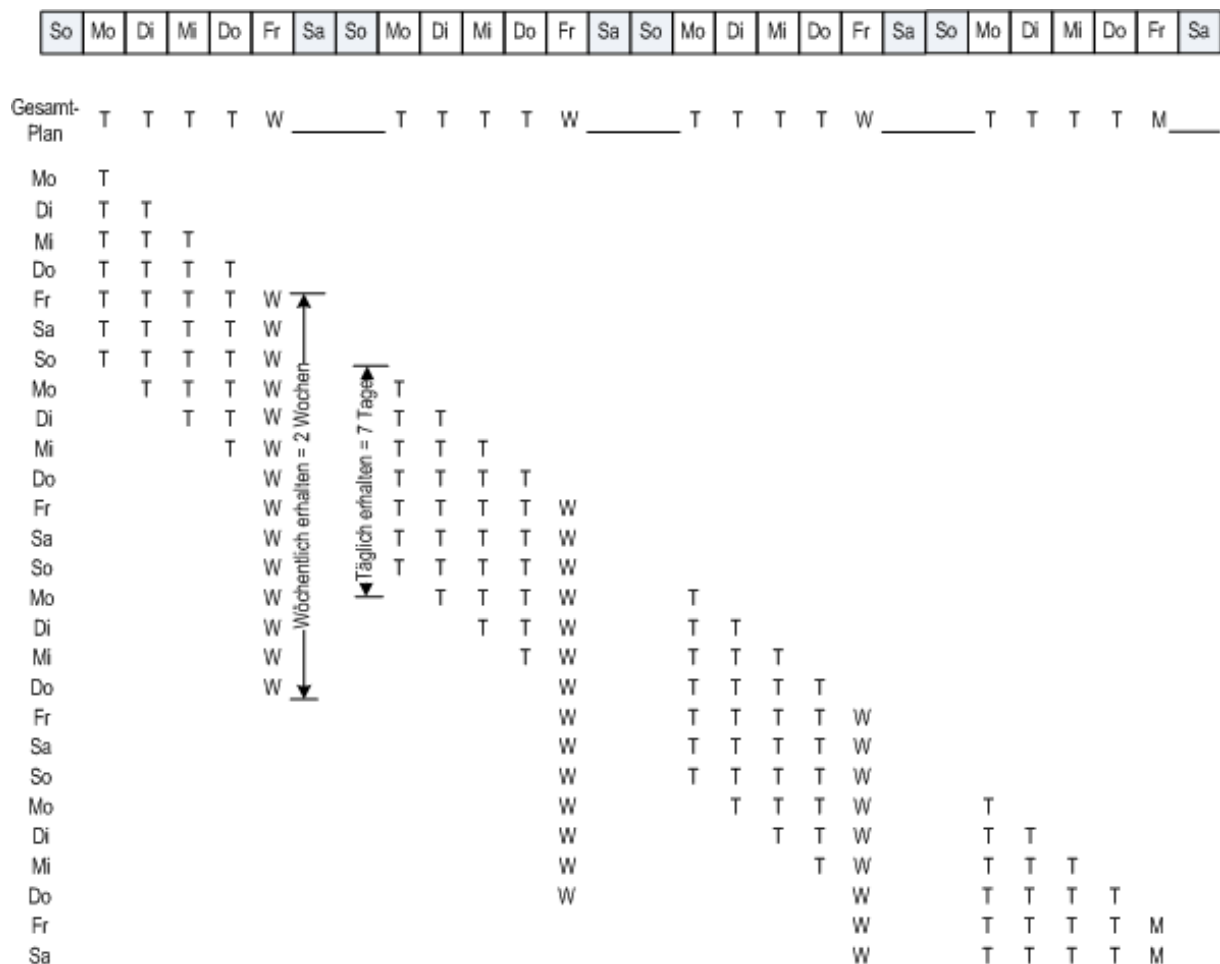 So Mo Di Mi Do Fr Sa So Mo Di Mi Do Fr Sa So Mo Di Mi Do Fr Sa So Mo Di Mi Do Fr Sa
Gesamt-
Plan T T T T W T T T T W T T T T W T T T T M
Mo T
Di T T
Mi T T T
Do T T T T
Fr T T T T W
Sa T T T T W
So T T T T W
Mo T T T W T
Di T T W T T
Mi T W T T T
Do W T T T T
Fr W T T T T W
Sa W T T T T W
So W T T T T W
Mo W T T T W T
Di W T T W T T
Mi W T W T T T
Do W W T T T T
Fr W T T T T W
Sa W T T T T W
So W T T T T W
Mo W T T T W T
Di W T T W T T
Mi W T W T T T
Do W W T T T T
Fr W T T T T M
Sa W T T T T M
Wöchentlich erhalten = 2 Wochen
Täglich erhalten = 7 Tage